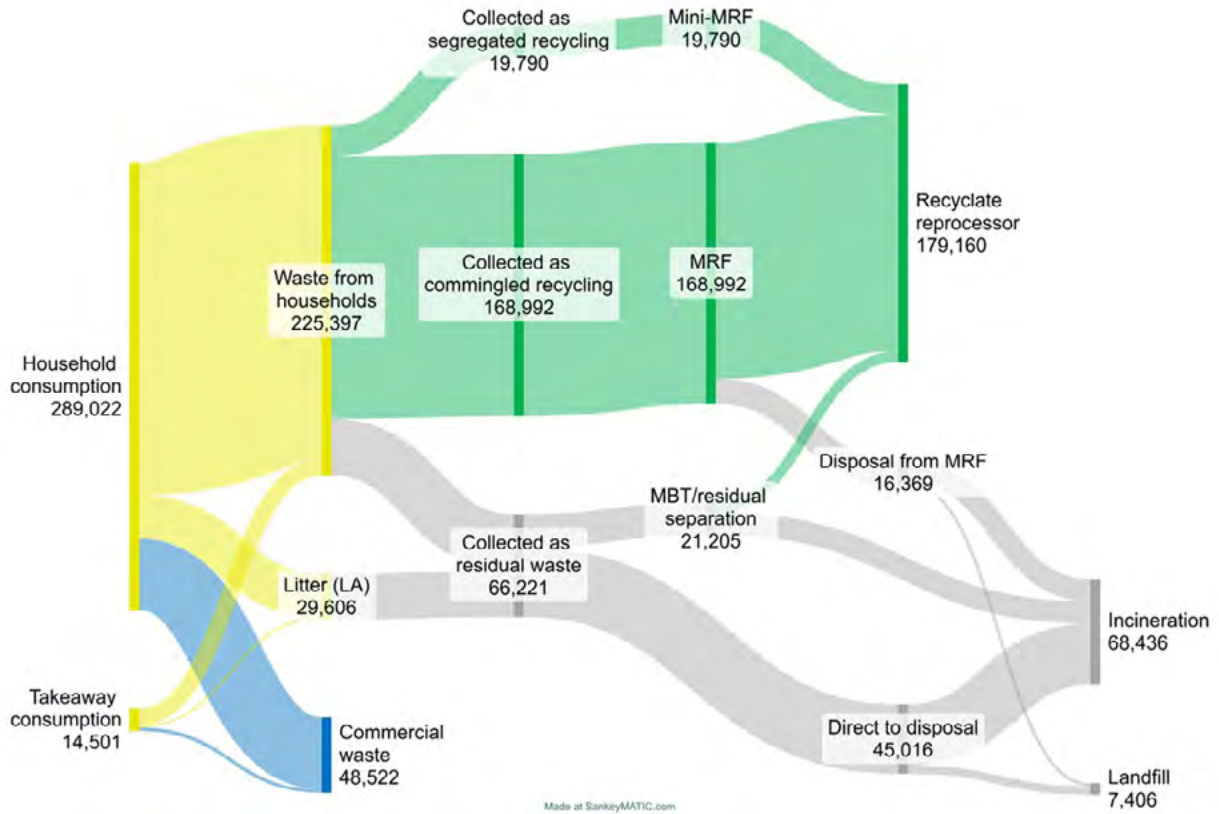 Collected as
segregated recycling
19,790
Mini-MRF
19,790
Waste from
households
225,397
Collected as
commingled recycling
168,992
MRF
168,992
Recyclate
reprocessor
179,160
Household
consumption
289,022
Disposal from MRF
16,369
MBT/residual
separation
21,205
Collected as
residual waste
66,221
Litter (LA)
29,606
Incineration
68,436
Takeaway
consumption
14,501
Commercial
waste
48,522
Direct to disposal
45,016
Landfill
7,406
Made at SankeyMATIC.com